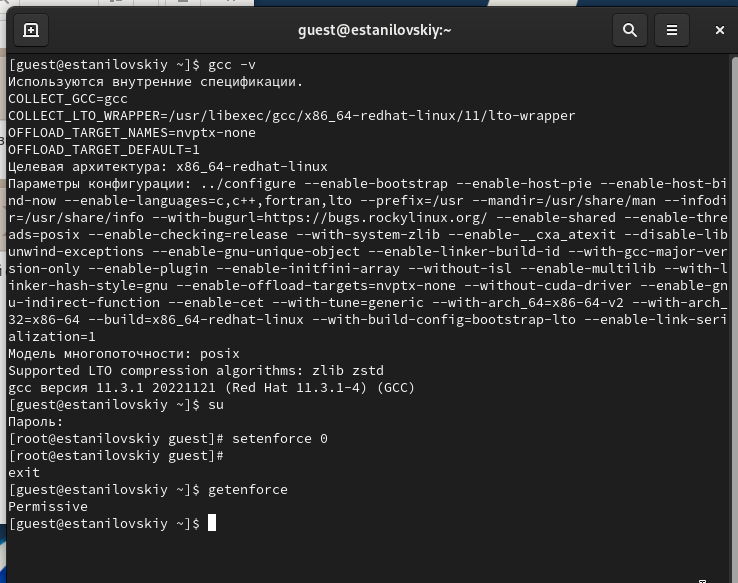 guest@estanilovskiy:~
[guest@estanilovskiy ~]$ gcc -v
Используются внутренние спецификации.
COLLECT_GCC=gcc
COLLECT_LTO_WRAPPER=/usr/libexec/gcc/x86_64-redhat-linux/11/lto-wrapper
OFFLOAD_TARGET_NAMES=nvptx-none
OFFLOAD_TARGET_DEFAULT=1
Целевая архитектура: x86_64-redhat-linux
Параметры конфигурации: ../configure --enable-bootstrap --enable-host-pie --enable-host-bi
nd-now --enable-languages=c,c++,fortran,lto --prefix=/usr --mandir=/usr/share/man --infodi
r=/usr/share/info --with-bugurl=https://bugs.rockylinux.org/ --enable-shared --enable-thre
ads=posix --enable-checking=release --with-system-zlib --enable-__cxa_atexit --disable-lib
unwind-exceptions --enable-gnu-unique-object --enable-linker-build-id --with-gcc-major-ver
sion-only --enable-plugin --enable-initfini-array --without-isl --enable-multilib --with-l
inker-hash-style=gnu --enable-offload-targets=nvptx-none --without-cuda-driver --enable-gn
u-indirect-function --enable-cet --with-tune=generic --with-arch_64=x86-64-v2 --with-arch_
32=x86-64 --build=x86_64-redhat-linux --with-build-config=bootstrap-lto --enable-link-seri
alization=1
Модель многопоточности: posix
Supported LTO compression algorithms: zlib zstd
gcc версия 11.3.1 20221121 (Red Hat 11.3.1-4) (GCC)
[guest@estanilovskiy ~]$ su
Пароль:
[root@estanilovskiy guest]# setenforce 0
[root@estanilovskiy guest]#
exit
[guest@estanilovskiy ~]$ getenforce
Permissive
[guest@estanilovskiy ~]$